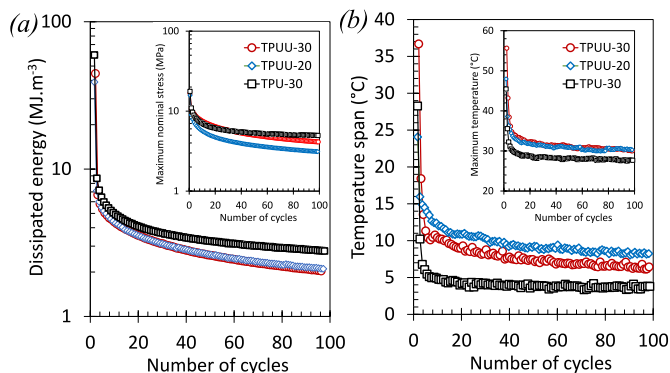 (a)
Dissipated energy (MJ.m-3)
100
10
1
0
20
40
60
80
100
Number of cycles
Maximum nominal stress (MPa)
100
10
1
0
20
40
60
80
100
Number of cycles
TPUU-30
TPUU-20
TPU-30
(b)
Temperature span (°C)
40
35
30
25
20
15
10
5
0
0
20
40
60
80
100
Number of cycles
Maximum temperature (°C)
60
50
40
30
20
0
20
40
60
80
100
Number of cycles
TPUU-30
TPUU-20
TPU-30